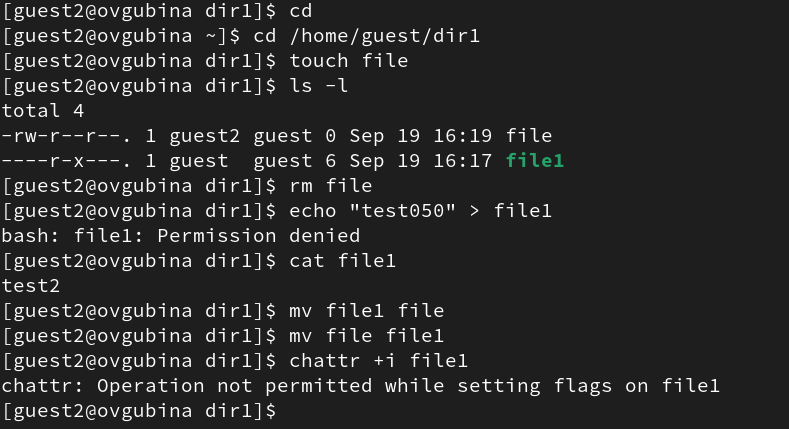 [guest2@ovgubina dir1]$ cd
[guest2@ovgubina ~]$ cd /home/guest/dir1
[guest2@ovgubina dir1]$ touch file
[guest2@ovgubina dir1]$ ls -l
total 4
-rw-r--r--. 1 guest2 guest 0 Sep 19 16:19 file
----r-x---. 1 guest  guest 6 Sep 19 16:17 file1
[guest2@ovgubina dir1]$ rm file
[guest2@ovgubina dir1]$ echo "test050" > file1
bash: file1: Permission denied
[guest2@ovgubina dir1]$ cat file1
test2
[guest2@ovgubina dir1]$ mv file1 file
[guest2@ovgubina dir1]$ mv file file1
[guest2@ovgubina dir1]$ chattr +i file1
chattr: Operation not permitted while setting flags on file1
[guest2@ovgubina dir1]$